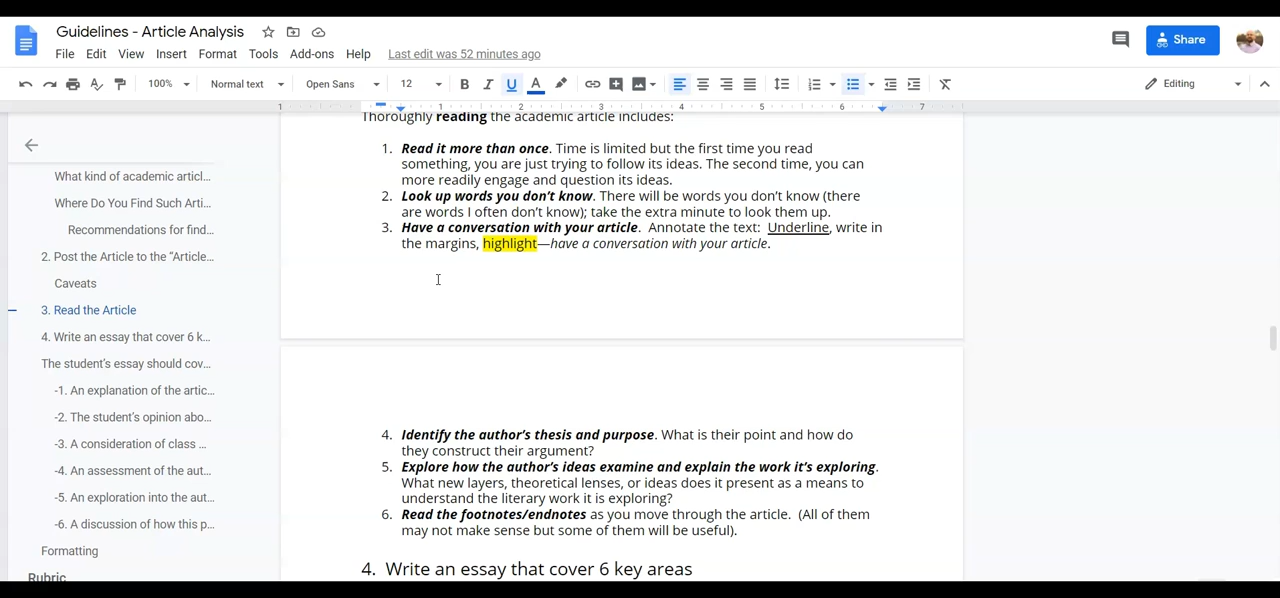 Guidelines - Article Analysis
File Edit View Insert Format Tools Add-ons Help Last edit was 52 minutes ago
Share
100% Normal text Open Sans 12 B I U A Editing
1 1 2 3 4 5 6 7
Thoroughly reading the academic article includes:
1. Read it more than once. Time is limited but the first time you read
something, you are just trying to follow its ideas. The second time, you can
more readily engage and question its ideas.
2. Look up words you don’t know. There will be words you don’t know (there
are words I often don’t know); take the extra minute to look them up.
3. Have a conversation with your article. Annotate the text: Underline, write in
the margins, highlight—have a conversation with your article.
4. Identify the author’s thesis and purpose. What is their point and how do
they construct their argument?
5. Explore how the author’s ideas examine and explain the work it’s exploring.
What new layers, theoretical lenses, or ideas does it present as a means to
understand the literary work it is exploring?
6. Read the footnotes/endnotes as you move through the article. (All of them
may not make sense but some of them will be useful).
4. Write an essay that cover 6 key areas
What kind of academic articl...
Where Do You Find Such Arti...
Recommendations for find...
2. Post the Article to the “Article...
Caveats
3. Read the Article
4. Write an essay that cover 6 k...
The student’s essay should cov...
-1. An explanation of the artic...
-2. The student’s opinion abo...
-3. A consideration of class ...
-4. An assessment of the aut...
-5. An exploration into the aut...
-6. A discussion of how this p...
Formatting
Rubric